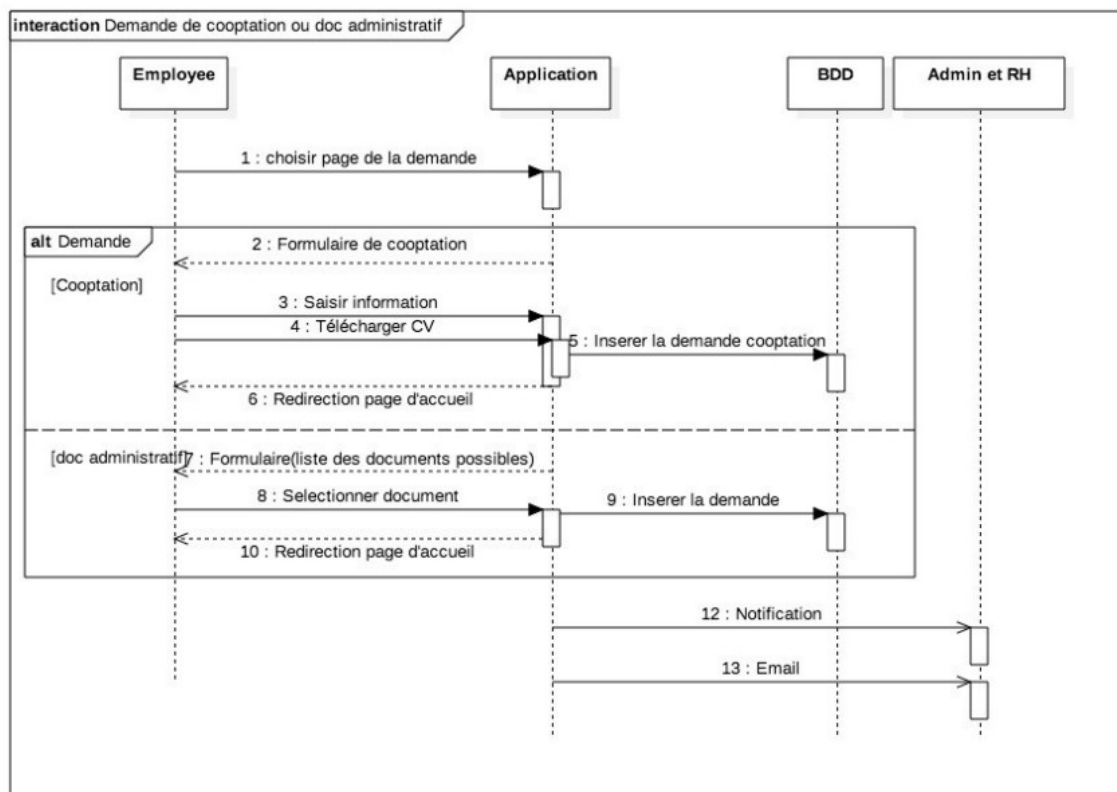 interaction Demande de cooptation ou doc administratif
Employee
Application
BDD
Admin et RH
1 : choisir page de la demande
alt Demande
2 : Formulaire de cooptation
[Cooptation]
3 : Saisir information
4 : Télécharger CV
5 : Inserer la demande cooptation
6 : Redirection page d'accueil
[doc administratif]
7 : Formulaire(liste des documents possibles)
8 : Selectionner document
9 : Inserer la demande
10 : Redirection page d'accueil
12 : Notification
13 : Email